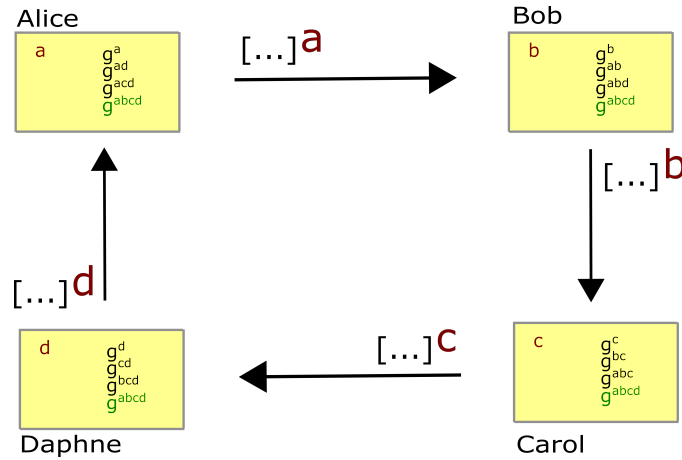 Alice
a
g^a
g^ad
g^acd
g^abcd
[...]^a
Bob
b
g^b
g^ab
g^abd
g^abcd
[...]^b
[...]^d
[...]^c
d
g^d
g^cd
g^bcd
g^abcd
Daphne
c
g^c
g^bc
g^abc
g^abcd
Carol